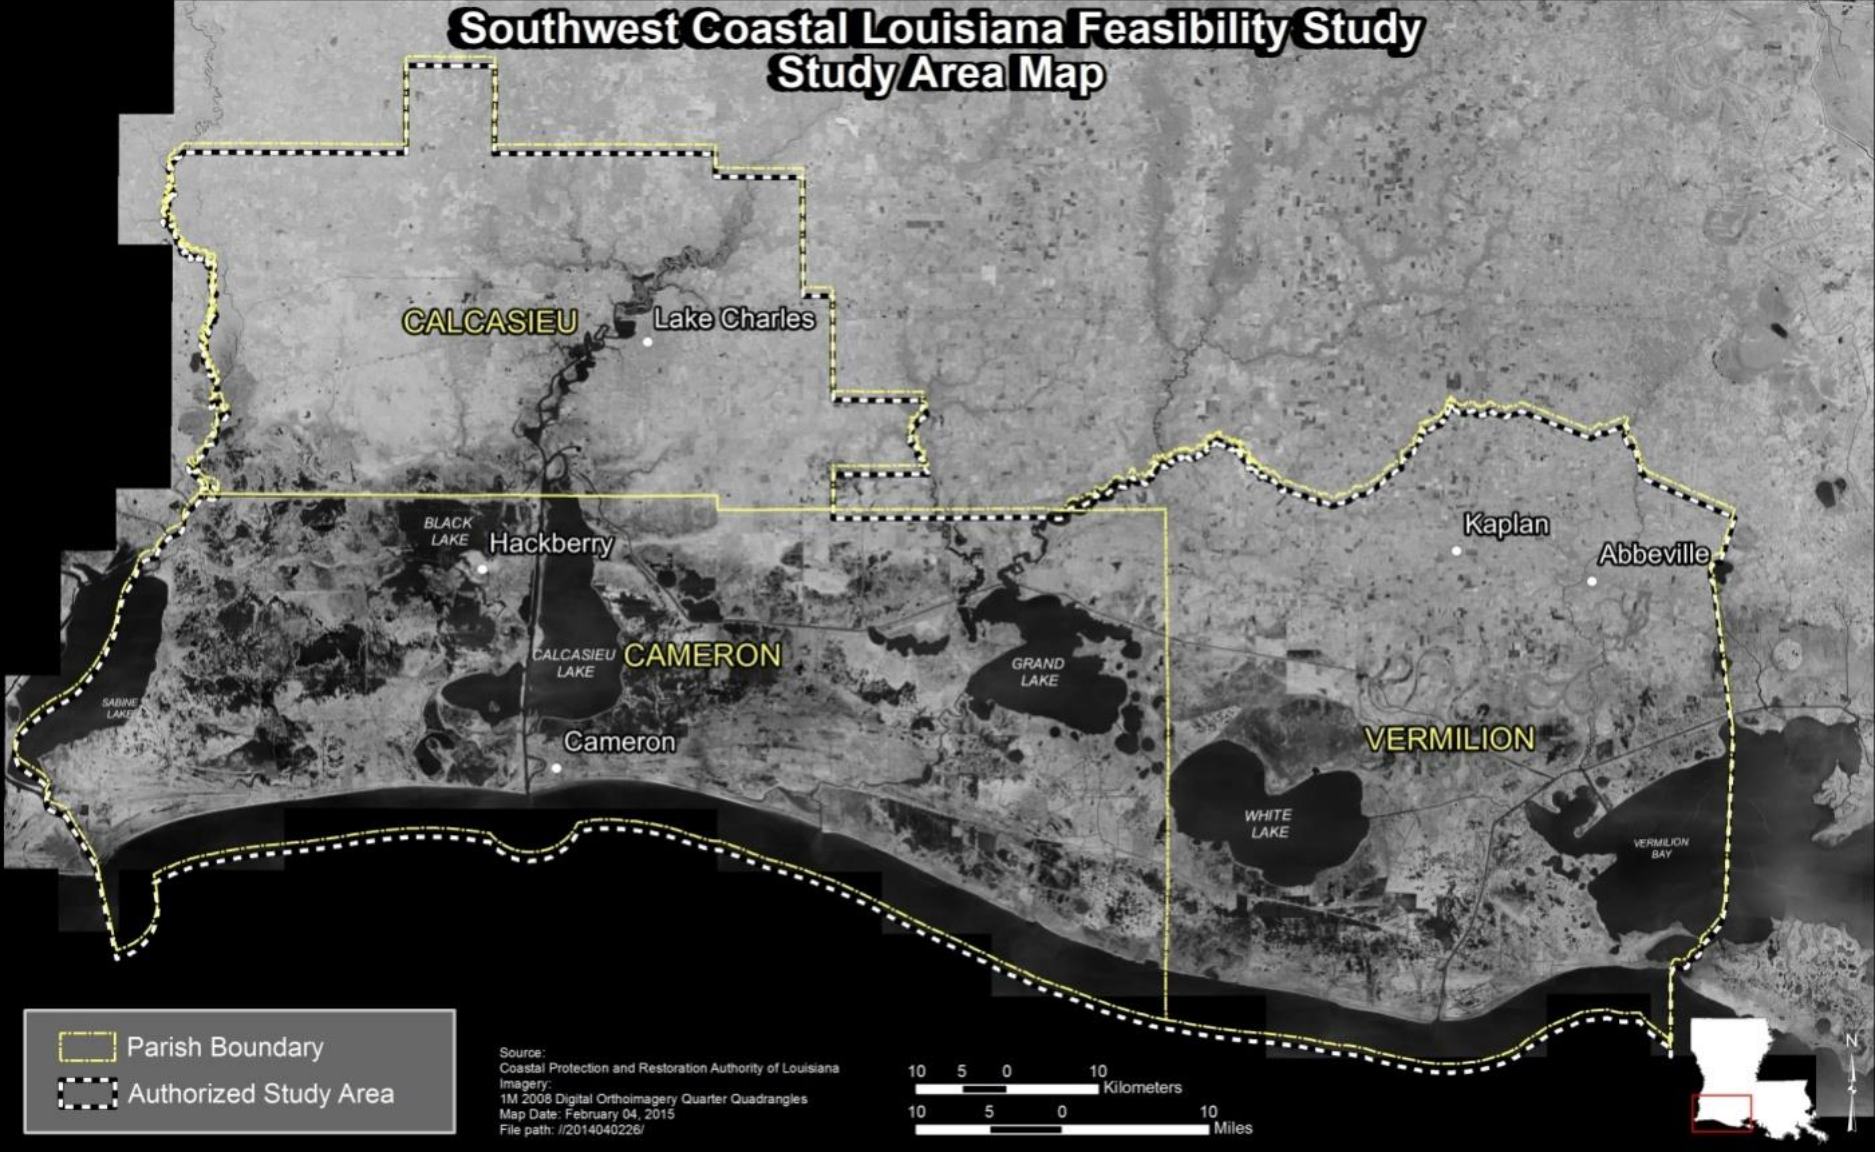 Southwest Coastal Louisiana Feasibility Study
Study Area Map
CALCASIEU
Lake Charles
BLACK
LAKE
Hackberry
Kaplan
Abbeville
CALCASIEU
LAKE
CAMERON
GRAND
LAKE
SABINE
LAKE
Cameron
VERMILION
WHITE
LAKE
VERMILION
BAY
Parish Boundary
Authorized Study Area
Source:
Coastal Protection and Restoration Authority of Louisiana
Imagery:
1M 2008 Digital Orthoimagery Quarter Quadrangles
Map Date: February 04, 2015
File path: //2014040226/
10 5 0 10
Kilometers
10 5 0 10
Miles
N